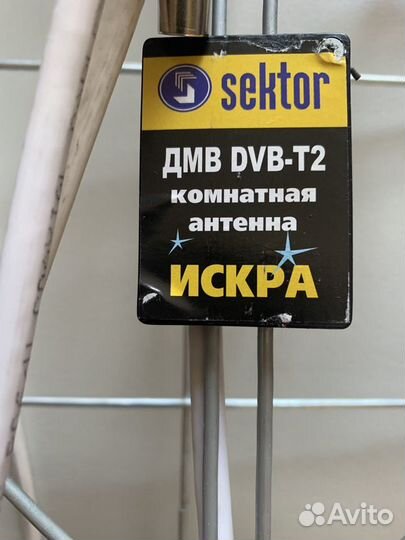 sektor
ДМВ DVB-T2
комнатная
антенна
ИСКРА
Avito